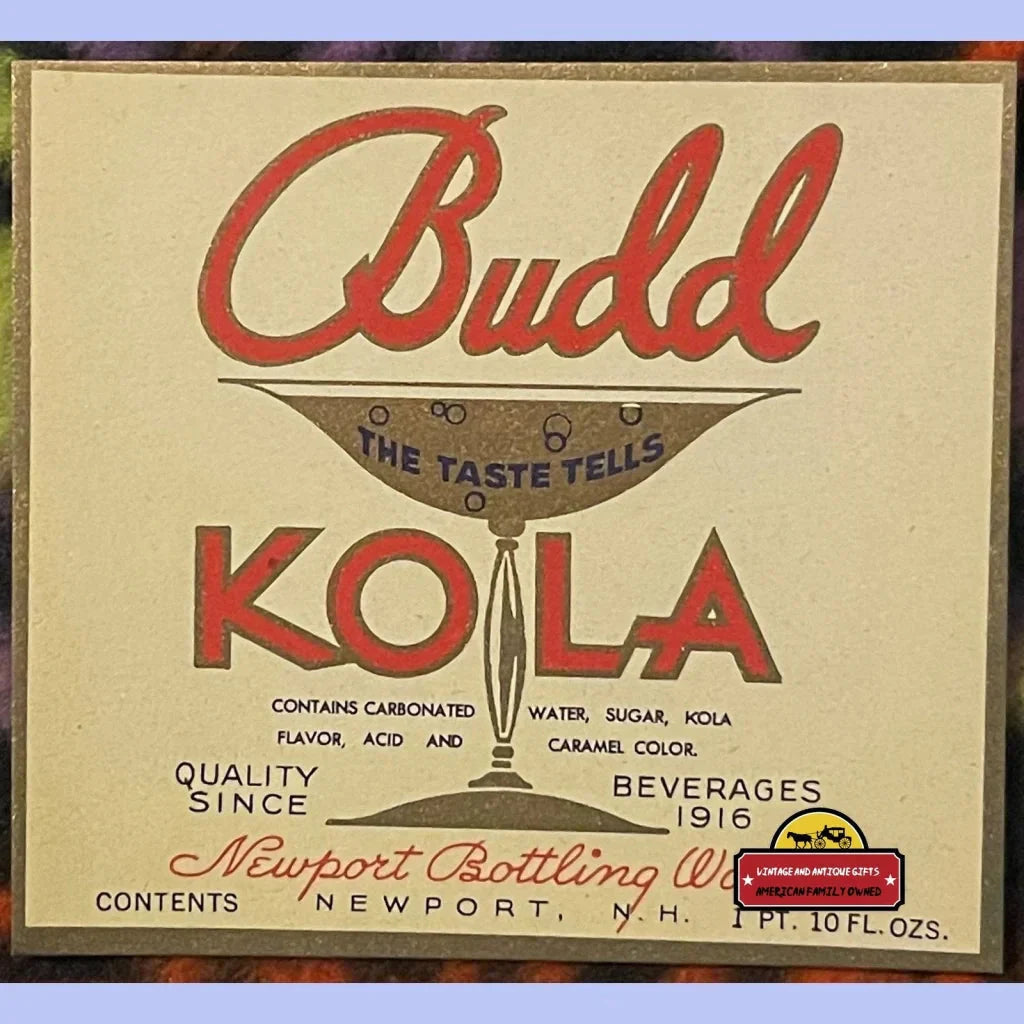 Budd
THE TASTE TELLS
KOLA
CONTAINS CARBONATED WATER, SUGAR, KOLA
FLAVOR, ACID AND CARAMEL COLOR.
QUALITY BEVERAGES
SINCE 1916
Newport Bottling
NEWPORT, N.H.
CONTENTS 1 PT. 10 FL. OZS.
VINTAGE AND ANTIQUE GIFTS
AMERICAN FAMILY OWNED